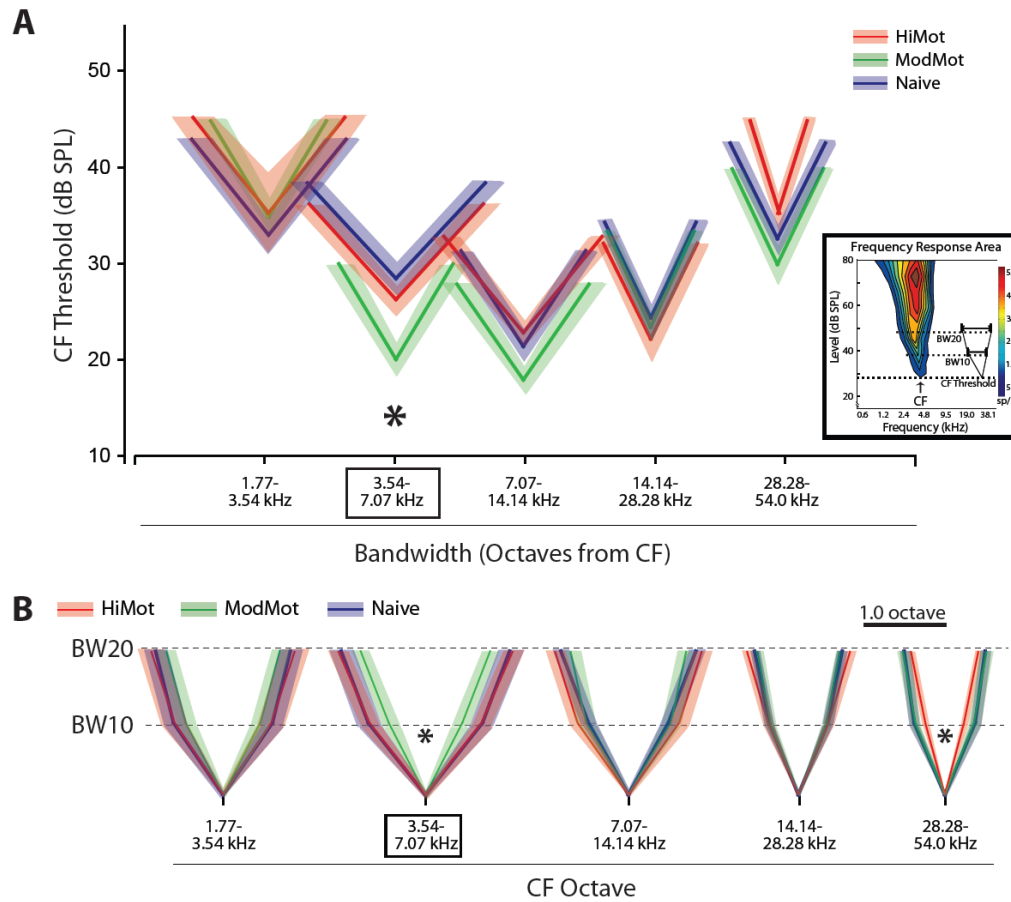 A
HiMot
ModMot
Naive
50
40
30
20
10
CF Threshold (dB SPL)
*
1.77-
3.54 kHz
3.54-
7.07 kHz
7.07-
14.14 kHz
14.14-
28.28 kHz
28.28-
54.0 kHz
Bandwidth (Octaves from CF)
Frequency Response Area
80
60
40
20
Level (dB SPL)
BW20
BW10
CF Threshold
CF
0.6 1.2 2.4 4.8 9.5 19.0 38.1
Frequency (kHz)
sp/
B
HiMot ModMot Naive
1.0 octave
BW20
BW10
*
*
1.77-
3.54 kHz
3.54-
7.07 kHz
7.07-
14.14 kHz
14.14-
28.28 kHz
28.28-
54.0 kHz
CF Octave